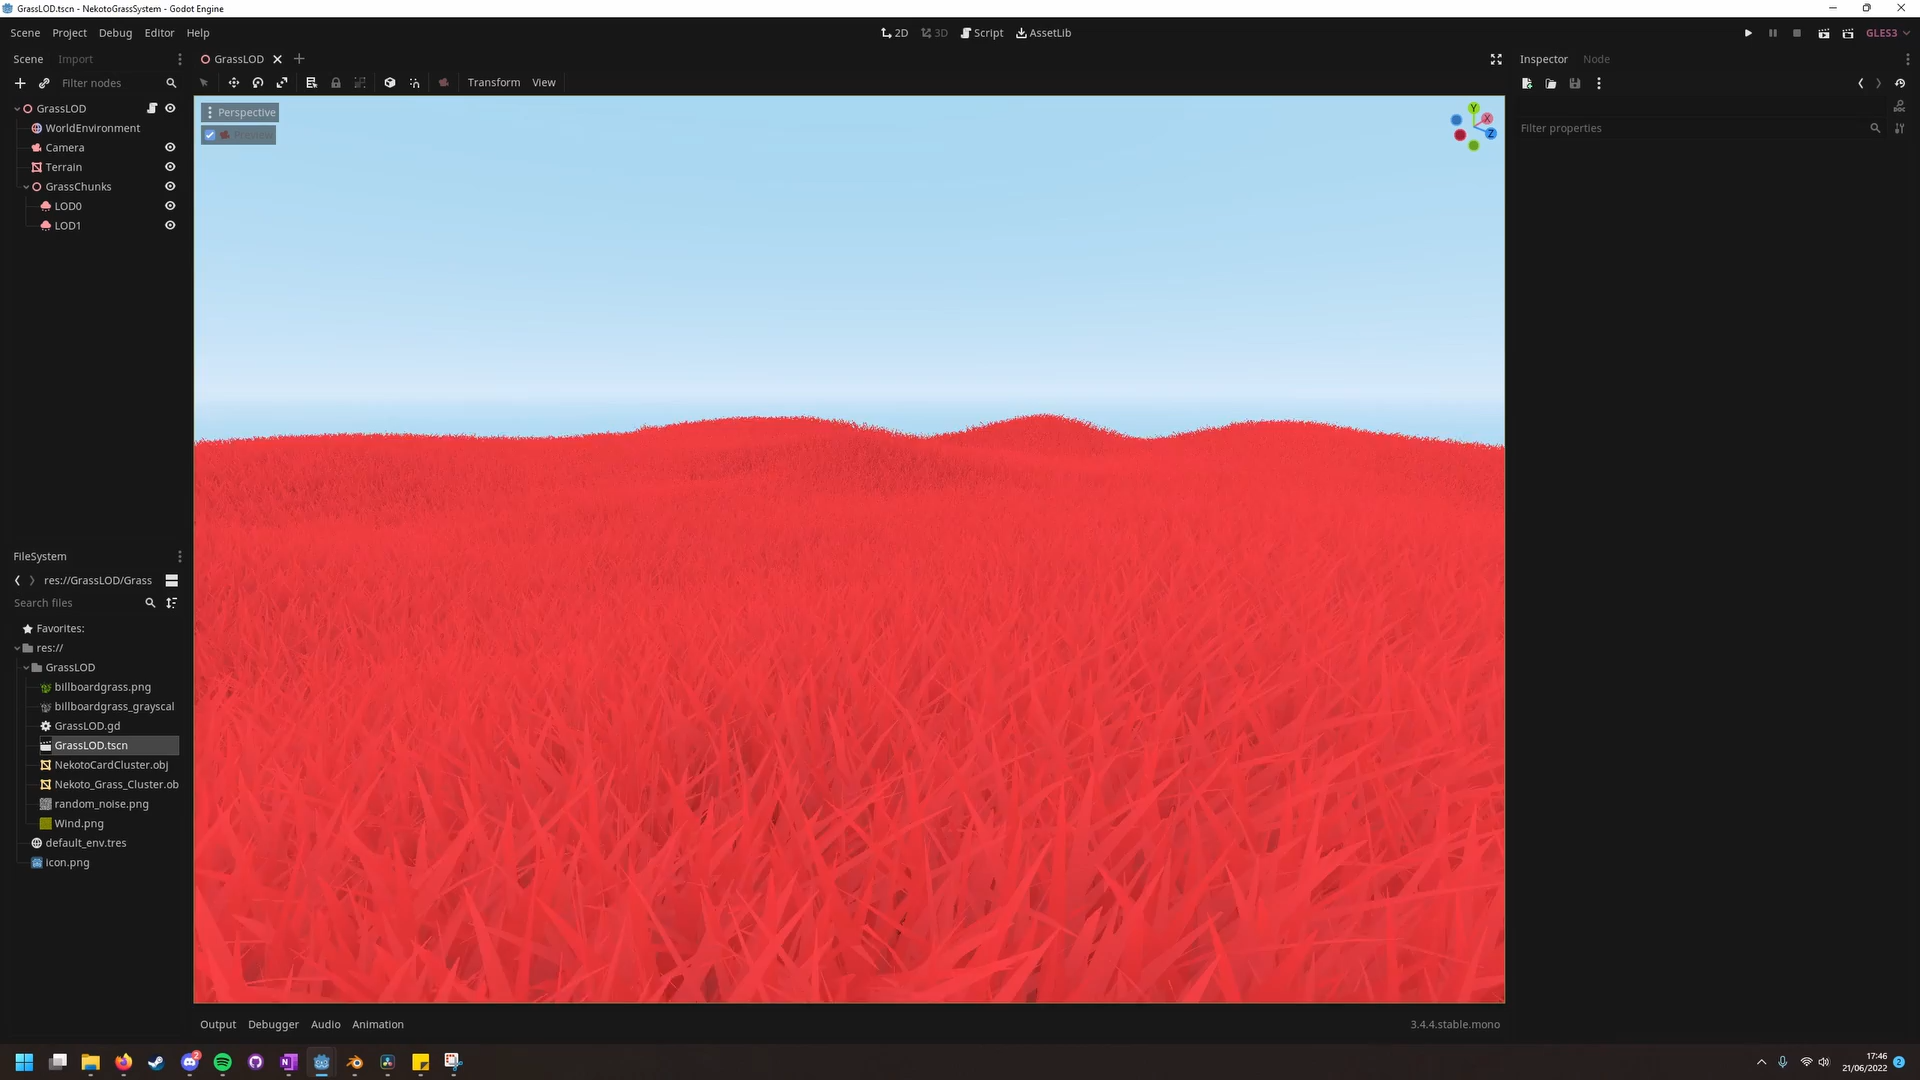 GrassLOD.tscn - NekotoGrassSystem - Godot Engine
Scene Project Debug Editor Help
2D 3D Script AssetLib
GLES3
Scene Import
GrassLOD
Inspector Node
Filter nodes
Transform View
GrassLOD
Perspective
Y
X
Z
WorldEnvironment
Filter properties
Preview
Camera
Terrain
GrassChunks
LOD0
LOD1
FileSystem
res://GrassLOD/Grass
Search files
Favorites:
res://
GrassLOD
billboardgrass.png
billboardgrass_grayscal
GrassLOD.gd
GrassLOD.tscn
NekotoCardCluster.obj
Nekoto_Grass_Cluster.ob
random_noise.png
Wind.png
default_env.tres
icon.png
Output Debugger Audio Animation
3.4.4.stable.mono
17:46
21/06/2022
2
2